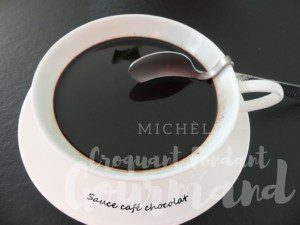 MICHÈLE
Croquant Fondant
Gourmand
Sauce café chocolat